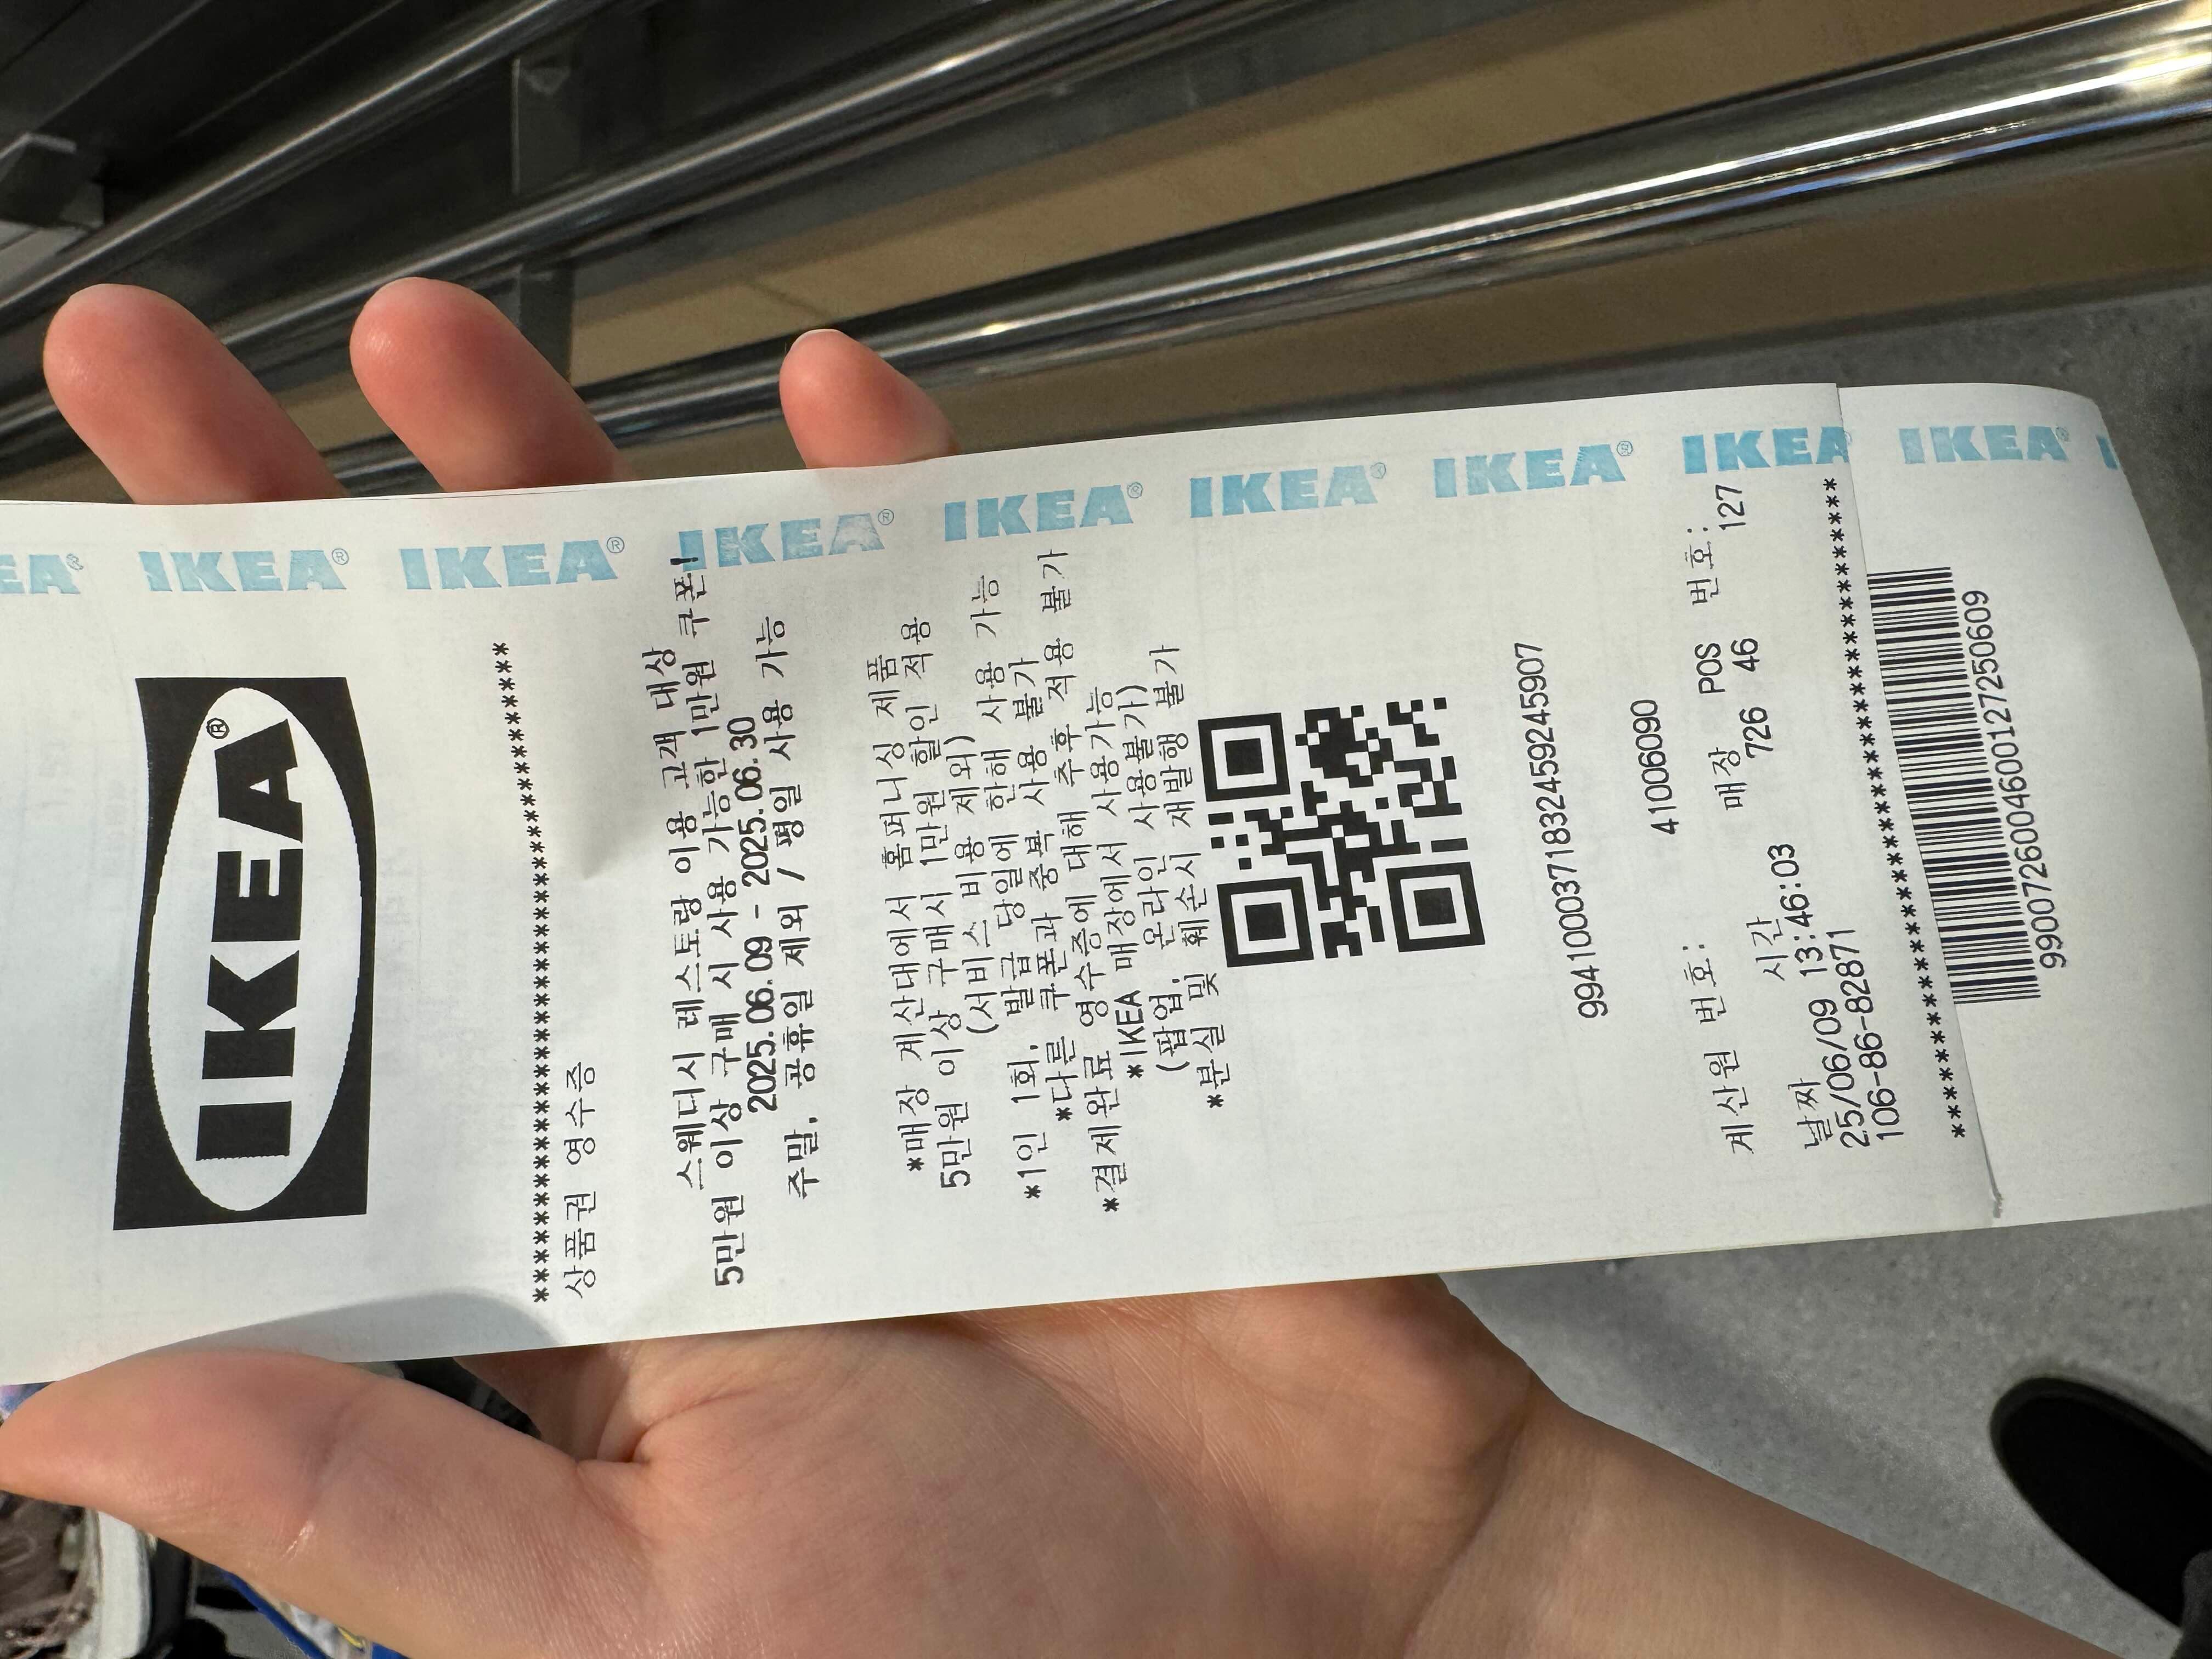 IKEA®
IKEA® IKEA® IKEA® IKEA® IKEA® IKEA® IKEA IKEA®
****************************************
상품권 영수증
스웨디시 레스토랑 이용 고객 대상
5만원 이상 구매 시 사용 가능한 1만원 쿠폰!
2025.06.09 - 2025.06.30
주말, 공휴일 제외 / 평일 사용 가능
*매장 계산대에서 홈퍼니싱 제품
5만원 이상 구매시 1만원 할인 적용
(서비스 비용 제외)
*1인 1회, 발급 당일에 한해 사용 가능
*다른 쿠폰과 중복 사용 불가
*결제완료 영수증에 대해 추후 적용 불가
*IKEA 매장에서 사용가능
(팝업, 온라인 사용불가)
*분실 및 훼손시 재발행 불가
9941000371832459245907
계산원 번호: 41006090
매장 POS 번호:
날짜 시간 726 46 127
25/06/09 13:46:03
106-86-82871
****************************************
9900726004600127250609